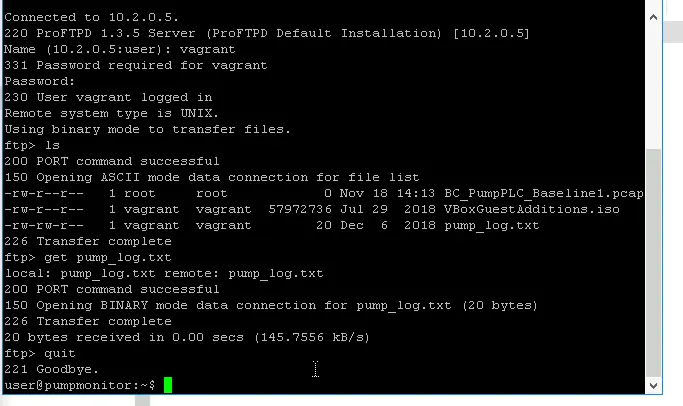 Connected to 10.2.0.5.
220 ProFTPD 1.3.5 Server (ProFTPD Default Installation) [10.2.0.5]
Name (10.2.0.5:user): vagrant
331 Password required for vagrant
Password:
230 User vagrant logged in
Remote system type is UNIX.
Using binary mode to transfer files.
ftp> ls
200 PORT command successful
150 Opening ASCII mode data connection for file list
-rw-r--r--   1 root     root            0 Nov 18 14:13 BC_PumpPLC_Baseline1.pcap
-rw-r--r--   1 vagrant  vagrant  57972736 Jul 29  2018 VBoxGuestAdditions.iso
-rw-rw-r--   1 vagrant  vagrant        20 Dec  6  2018 pump_log.txt
226 Transfer complete
ftp> get pump_log.txt
local: pump_log.txt remote: pump_log.txt
200 PORT command successful
150 Opening BINARY mode data connection for pump_log.txt (20 bytes)
226 Transfer complete
20 bytes received in 0.00 secs (145.7556 kB/s)
ftp> quit
221 Goodbye.
user@pumpmonitor:~$